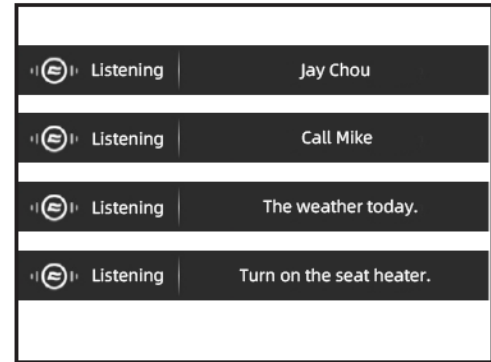 Listening Jay Chou
Listening Call Mike
Listening The weather today.
Listening Turn on the seat heater.